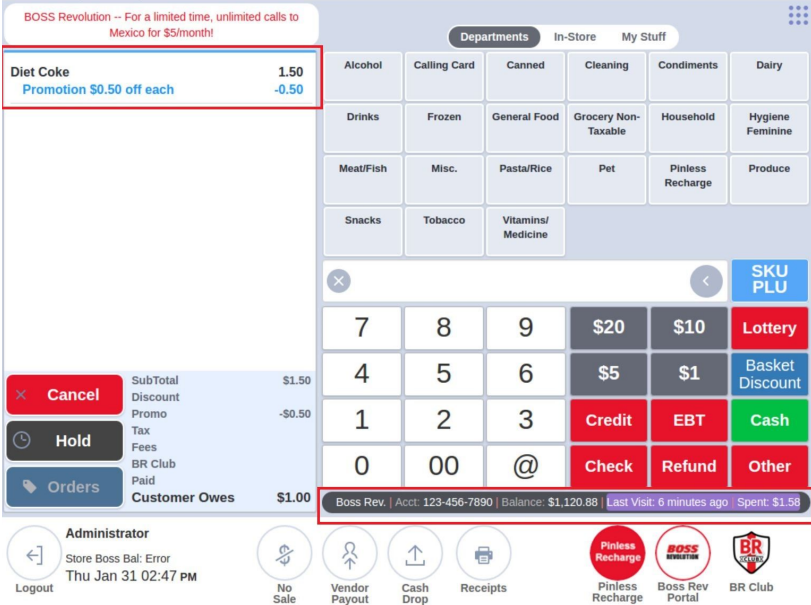 BOSS Revolution -- For a limited time, unlimited calls to
Mexico for $5/month!
Departments In-Store My Stuff
Diet Coke 1.50
Promotion $0.50 off each -0.50
Alcohol Calling Card Canned Cleaning Condiments Dairy
Drinks Frozen General Food Grocery Non-Taxable Household Hygiene Feminine
Meat/Fish Misc. Pasta/Rice Pet Pinless Recharge Produce
Snacks Tobacco Vitamins/ Medicine
SKU
PLU
7 8 9 $20 $10 Lottery
4 5 6 $5 $1 Basket Discount
1 2 3 Credit EBT Cash
0 00 @ Check Refund Other
Cancel
Hold
Orders
SubTotal $1.50
Discount
Promo -$0.50
Tax
Fees
BR Club
Paid
Customer Owes $1.00
Boss Rev. | Acct: 123-456-7890 | Balance: $1,120.88 | Last Visit: 6 minutes ago | Spent: $1.58
Logout
Administrator
Store Boss Bal: Error
Thu Jan 31 02:47 PM
No
Sale
Vendor
Payout
Cash
Drop
Receipts
Pinless
Recharge
Pinless
Recharge
BOSS
REVOLUTION
Boss Rev
Portal
BR
BR Club